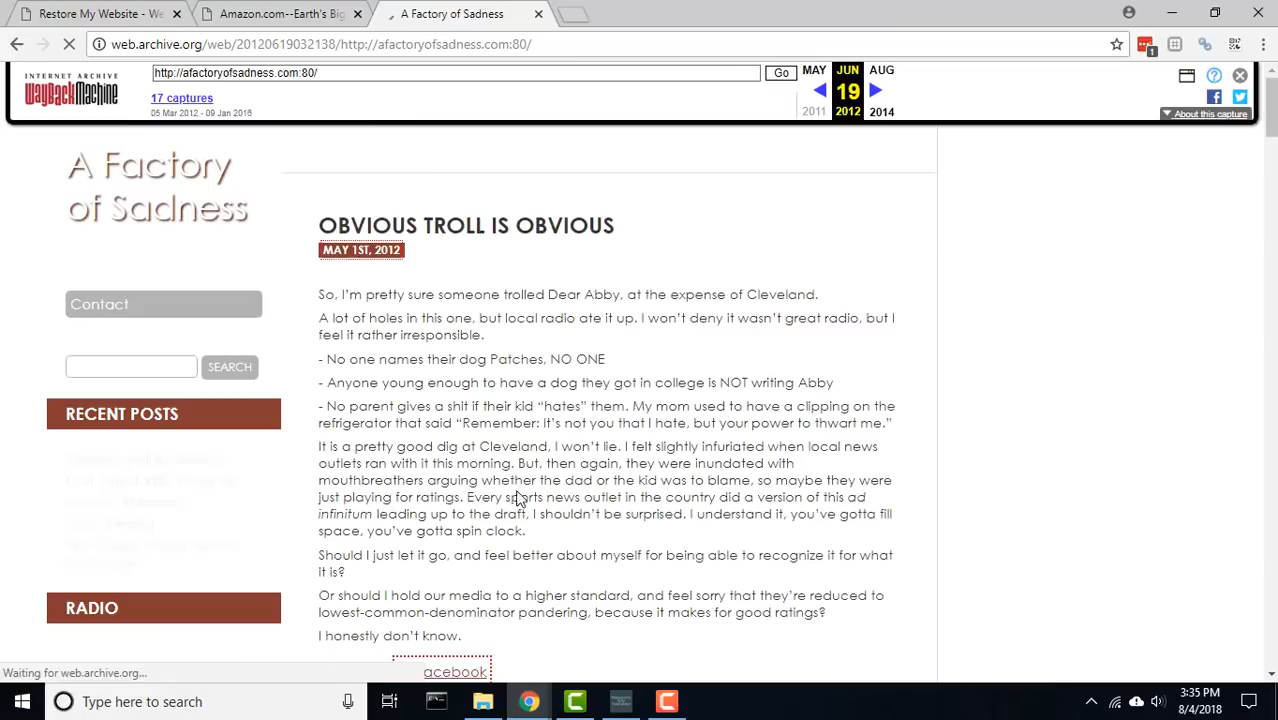 Restore My Website - W
Amazon.com--Earth's Big
A Factory of Sadness
web.archive.org/web/20120619032138/http://afactoryofsadness.com:80/
1
INTERNET ARCHIVE
WayBackMachine
http://afactoryofsadness.com:80/
Go
MAY JUN AUG
17 captures
19
05 Mar 2012 - 09 Jan 2016
2011 2012 2014
About this capture
A Factory
of Sadness
OBVIOUS TROLL IS OBVIOUS
MAY 1ST, 2012
So, I'm pretty sure someone trolled Dear Abby, at the expense of Cleveland.
Contact
A lot of holes in this one, but local radio ate it up. I won't deny it wasn't great radio, but I
feel it rather irresponsible.
- No one names their dog Patches, NO ONE
SEARCH
- Anyone young enough to have a dog they got in college is NOT writing Abby
RECENT POSTS
- No parent gives a shit if their kid “hates” them. My mom used to have a clipping on the
refrigerator that said “Remember: It's not you that I hate, but your power to thwart me.”
It is a pretty good dig at Cleveland, I won't lie. I felt slightly infuriated when local news
outlets ran with it this morning. But, then again, they were inundated with
mouthbreathers arguing whether the dad or the kid was to blame, so maybe they were
just playing for ratings. Every sports news outlet in the country did a version of this ad
infinitum leading up to the draft, I shouldn't be surprised. I understand it, you've gotta fill
space, you've gotta spin clock.
Should I just let it go, and feel better about myself for being able to recognize it for what
it is?
Or should I hold our media to a higher standard, and feel sorry that they're reduced to
lowest-common-denominator pandering, because it makes for good ratings?
RADIO
I honestly don't know.
acebook
Waiting for web.archive.org...
Type here to search
3:35 PM
8/4/2018